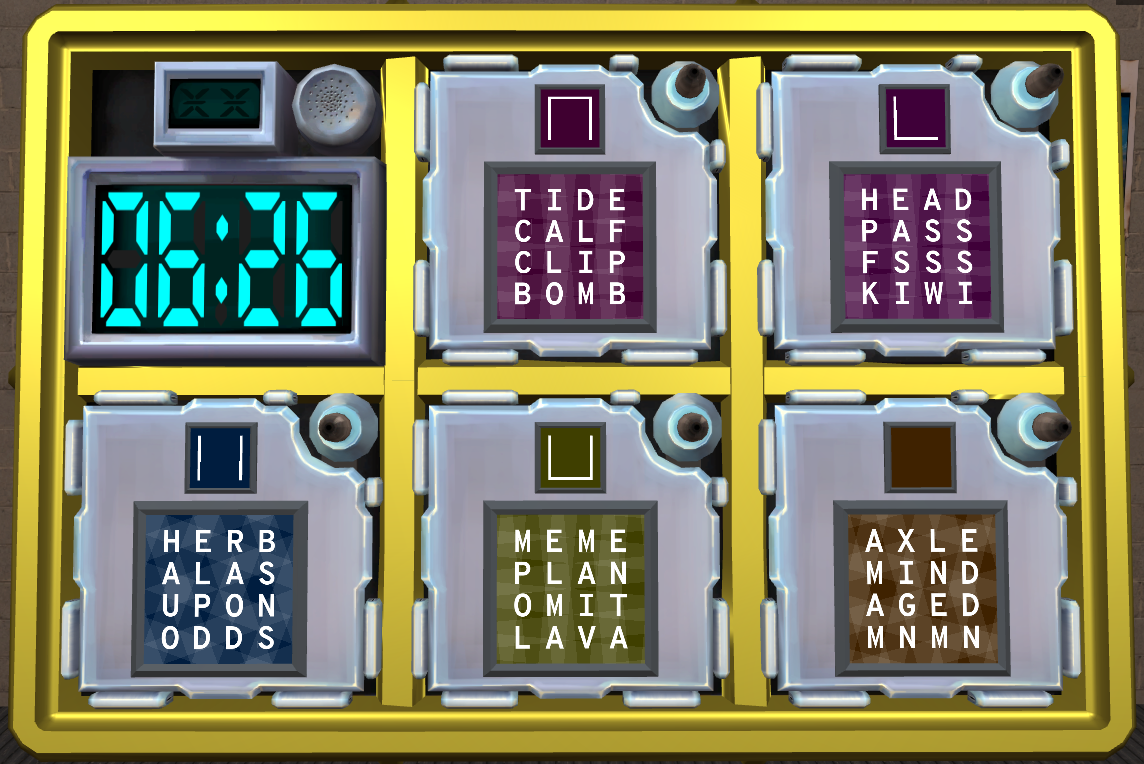 06:26
TIDE
CALF
CLIP
BOMB
HEAD
PASS
FSSS
KIWI
HERB
ALAS
UPON
ODDS
MEME
PLAN
OMIT
LAVA
AXLE
MIND
AGED
MNMN